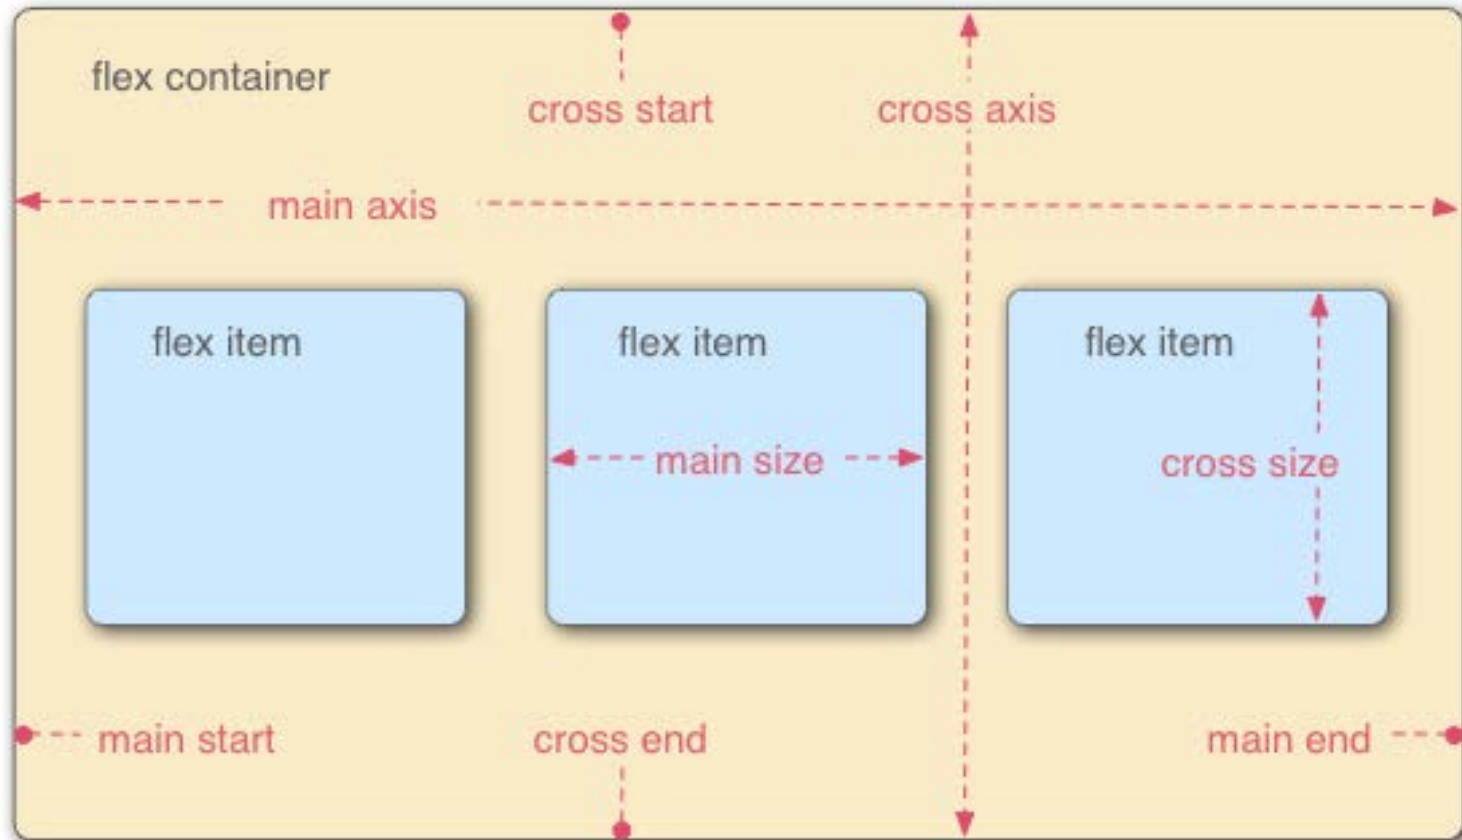 flex container
cross start
cross axis
main axis
flex item
flex item
flex item
main size
cross size
main start
cross end
main end